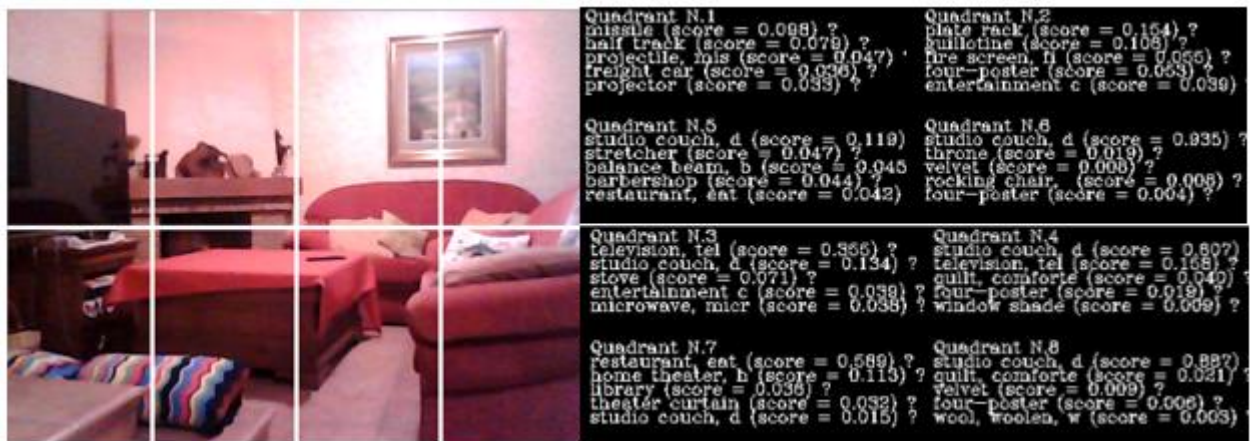 Quadrant N.1
missile (score = 0.098) ?
half track (score = 0.079) ?
projectile, mis (score = 0.047) '
freight car (score = 0.036) ?
projector (score = 0.033) ?
Quadrant N.2
plate rack (score = 0.154) ?
guillotine (score = 0.106) ?
fire screen, fi (score = 0.055) ?
four-poster (score = 0.053) ?
entertainment c (score = 0.039)
Quadrant N.5
studio couch, d (score = 0.119)
stretcher (score = 0.047) ?
balance beam, b (score = 0.045
barbershop (score = 0.044) ?
restaurant, eat (score = 0.042)
Quadrant N.6
studio couch, d (score = 0.935) ?
throne (score = 0.019) ?
velvet (score = 0.008) ?
rocking chair, (score = 0.008) ?
four-poster (score = 0.004) ?
Quadrant N.3
television, tel (score = 0.355) ?
studio couch, d (score = 0.134) ?
stove (score = 0.071) ?
entertainment c (score = 0.039) ?
microwave, micr (score = 0.038) ?
Quadrant N.4
studio couch, d (score = 0.807)
television, tel (score = 0.158) ?
quilt, comforte (score = 0.040) ?
four-poster (score = 0.019) ?
window shade (score = 0.009) ?
Quadrant N.7
restaurant, eat (score = 0.589) ?
home theater, h (score = 0.113) ?
library (score = 0.036) ?
theater curtain (score = 0.032) ?
studio couch, d (score = 0.015) ?
Quadrant N.8
studio couch, d (score = 0.887)
quilt, comforte (score = 0.021) ?
velvet (score = 0.009) ?
four-poster (score = 0.006) ?
wool, woolen, w (score = 0.003)